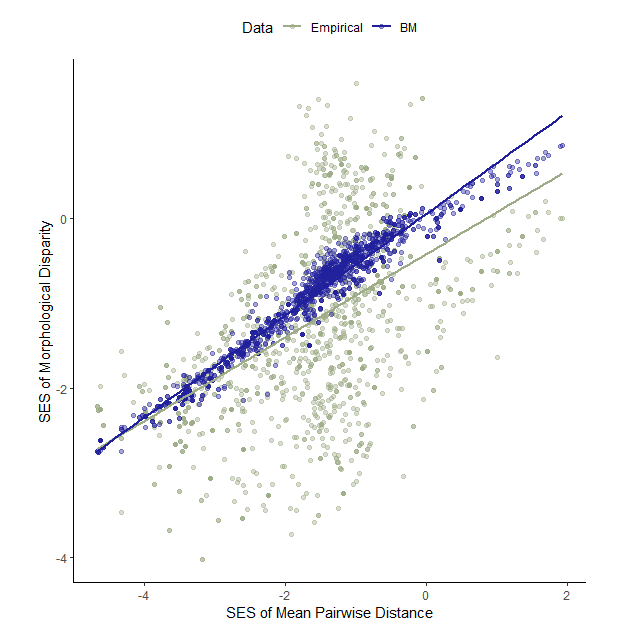 Data Empirical BM
0
-2
-4
SES of Morphological Disparity
-4 -2 0 2
SES of Mean Pairwise Distance